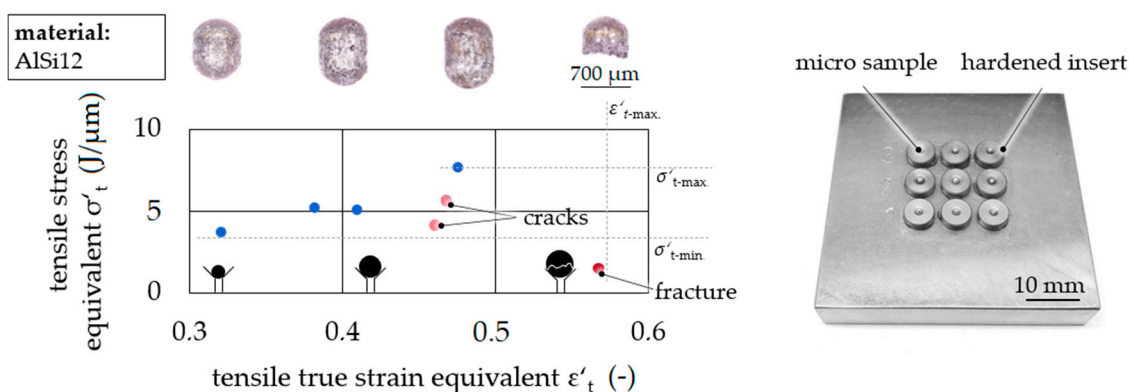 material:
AlSi12
700 µm
micro sample
hardened insert
ε′t-max.
tensile stress
equivalent σ′t (J/µm)
10
5
0
σ′t-max
cracks
σ′t-min
fracture
0.3
0.4
0.5
0.6
tensile true strain equivalent ε′t (-)
3
2
1
10 mm